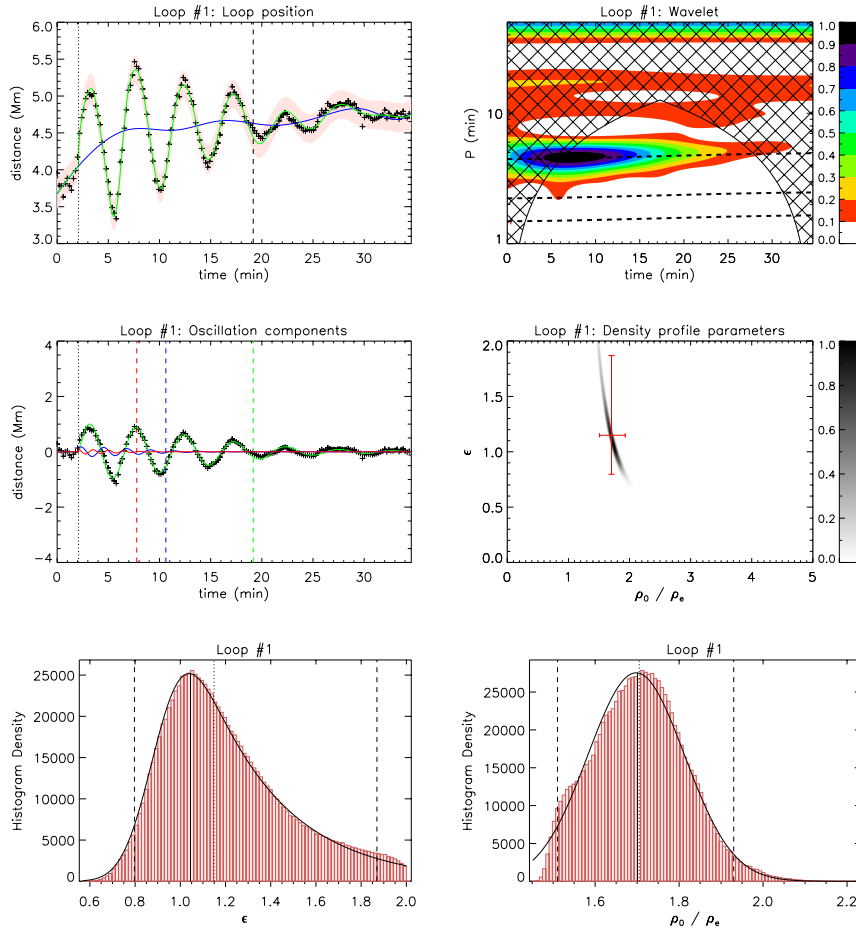 Loop #1: Loop position
6.0
5.5
5.0
4.5
4.0
3.5
3.0
distance (Mm)
0 5 10 15 20 25 30
time (min)
Loop #1: Wavelet
10
1
P (min)
0 5 10 15 20 25 30
time (min)
1.0
0.9
0.8
0.7
0.6
0.5
0.4
0.3
0.2
0.1
0.0
Loop #1: Oscillation components
4
2
0
−2
−4
distance (Mm)
0 5 10 15 20 25 30
time (min)
Loop #1: Density profile parameters
2.0
1.5
1.0
0.5
0.0
ϵ
0 1 2 3 4 5
ρ₀ / ρₑ
1.0
0.8
0.6
0.4
0.2
0.0
Loop #1
25000
20000
15000
10000
5000
0
Histogram Density
0.6 0.8 1.0 1.2 1.4 1.6 1.8 2.0
ϵ
Loop #1
25000
20000
15000
10000
5000
0
Histogram Density
1.6 1.8 2.0 2.2
ρ₀ / ρₑ